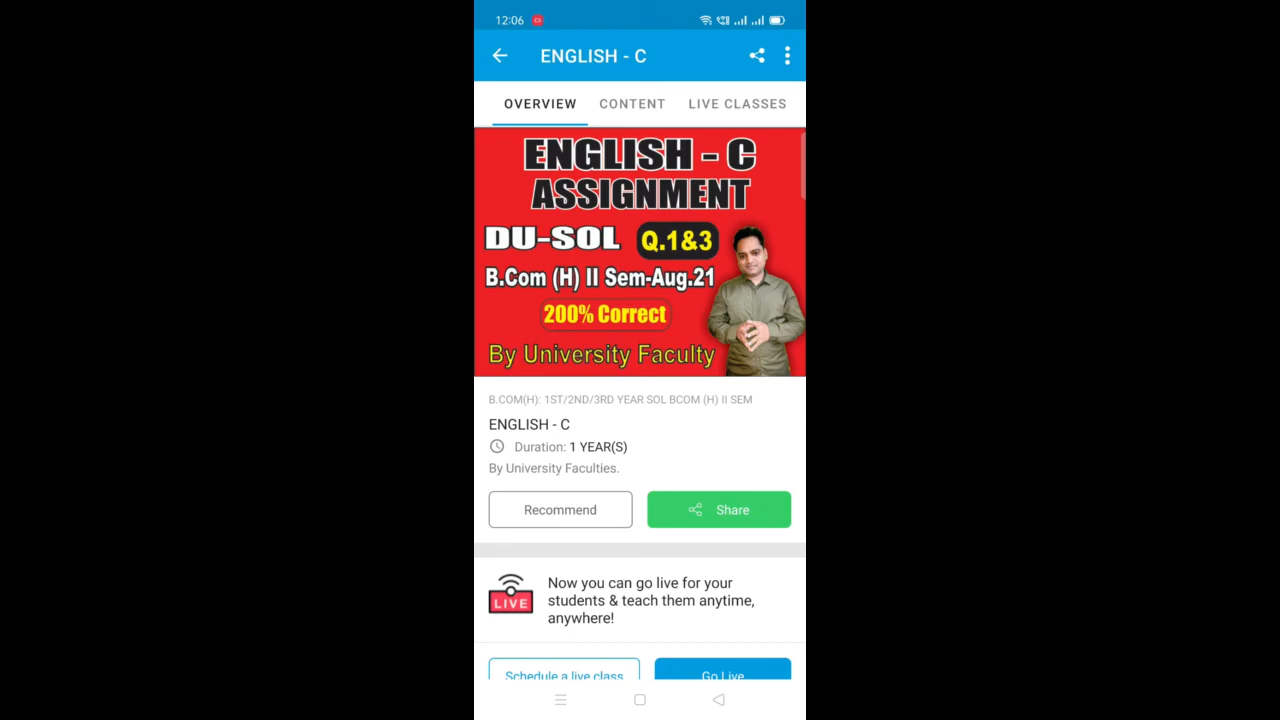 12:06
ENGLISH - C
OVERVIEW CONTENT LIVE CLASSES
ENGLISH - C
ASSIGNMENT
DU-SOL Q.1&3
B.Com (H) II Sem-Aug.21
200% Correct
By University Faculty
B.COM(H): 1ST/2ND/3RD YEAR SOL BCOM (H) II SEM
ENGLISH - C
Duration: 1 YEAR(S)
By University Faculties.
Recommend Share
LIVE
Now you can go live for your
students & teach them anytime,
anywhere!
Schedule a live class Go Live